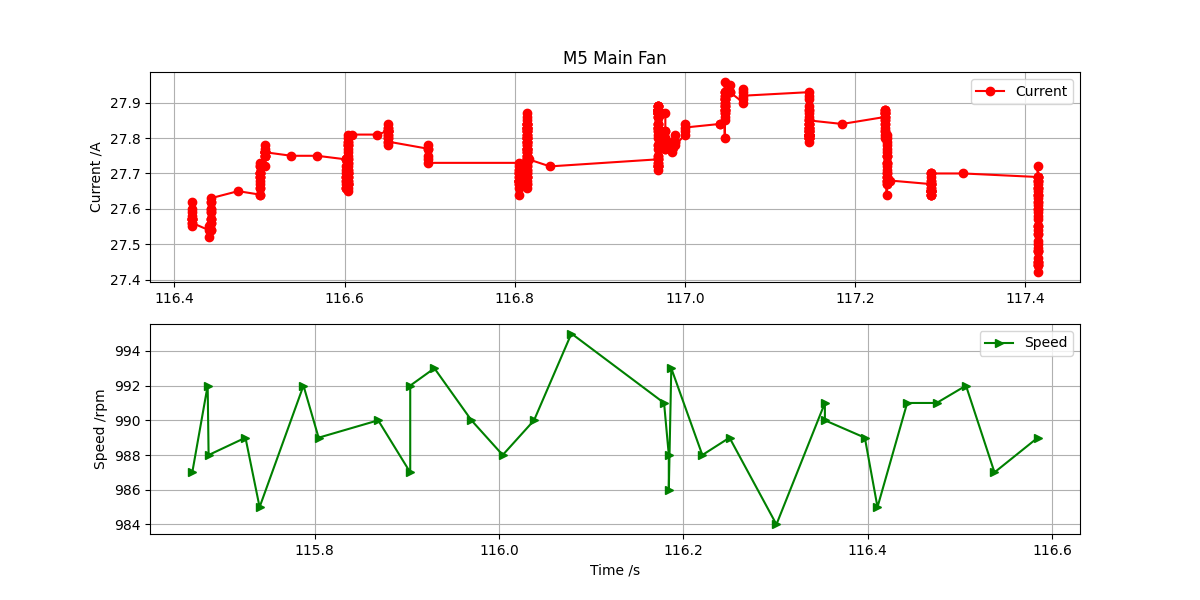 M5 Main Fan
Current /A
27.9
27.8
27.7
27.6
27.5
27.4
Current
116.4 116.6 116.8 117.0 117.2 117.4
Speed /rpm
994
992
990
988
986
984
Speed
115.8 116.0 116.2 116.4 116.6
Time /s